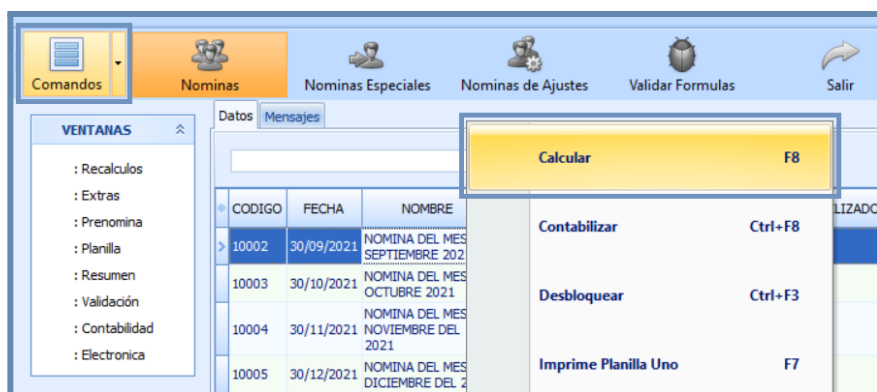 Comandos
Nominas
Nominas Especiales
Nominas de Ajustes
Validar Formulas
Salir
VENTANAS
: Recalculos
: Extras
: Prenomina
: Planilla
: Resumen
: Validación
: Contabilidad
: Electronica
Datos Mensajes
CODIGO FECHA NOMBRE LIZADO
10002 30/09/2021 NOMINA DEL MES
SEPTIEMBRE 202
10003 30/10/2021 NOMINA DEL MES
OCTUBRE 2021
10004 30/11/2021 NOMINA DEL MES
NOVIEMBRE DEL
2021
10005 30/12/2021 NOMINA DEL MES
DICIEMBRE DEL 2
Calcular F8
Contabilizar Ctrl+F8
Desbloquear Ctrl+F3
Imprime Planilla Uno F7